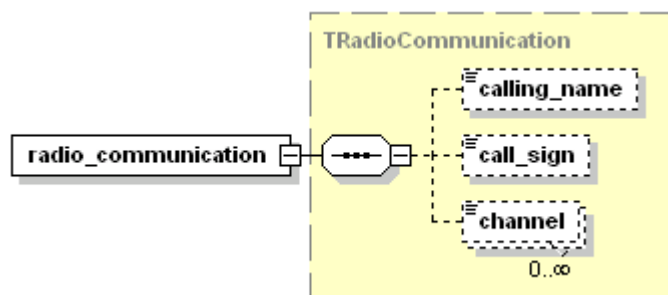 TRadioCommunication
calling_name
radio_communication
call_sign
channel
0..∞